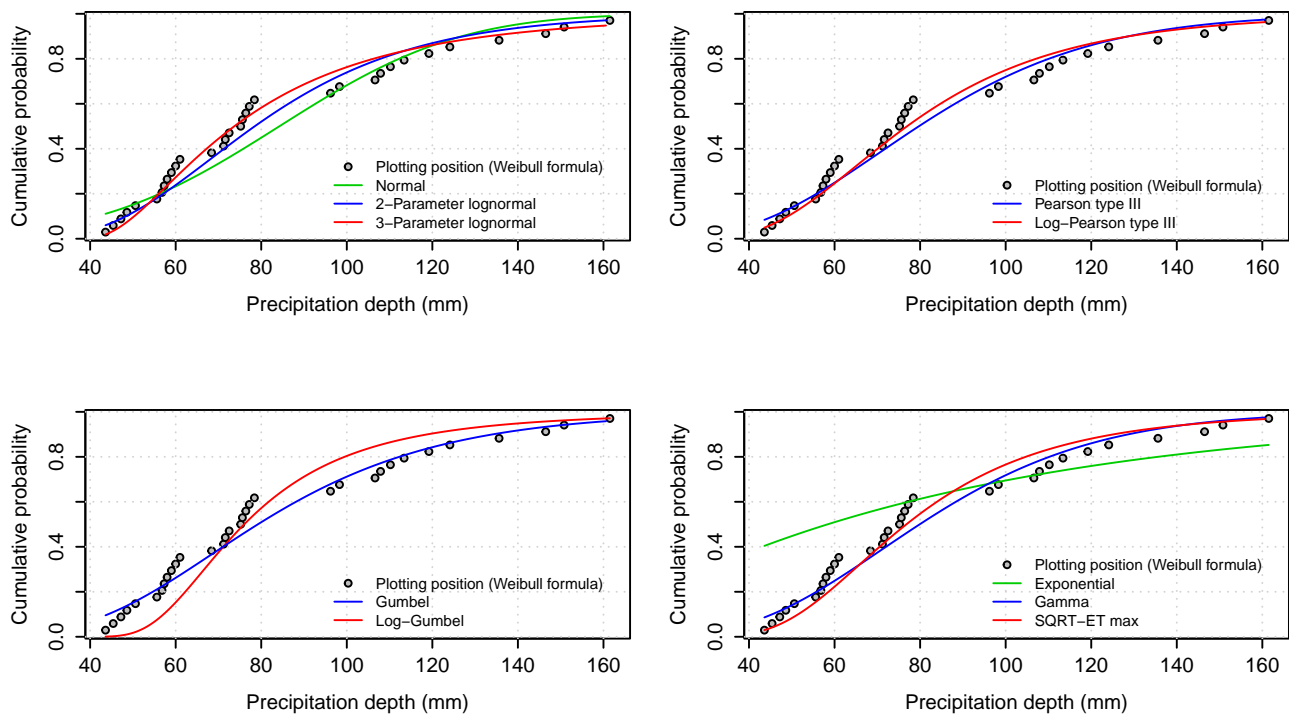 Cumulative probability
0.0
0.4
0.8
Plotting position (Weibull formula)
Normal
2−Parameter lognormal
3−Parameter lognormal
40 60 80 100 120 140 160
Precipitation depth (mm)
Cumulative probability
0.0
0.4
0.8
Plotting position (Weibull formula)
Pearson type III
Log−Pearson type III
40 60 80 100 120 140 160
Precipitation depth (mm)
Cumulative probability
0.0
0.4
0.8
Plotting position (Weibull formula)
Gumbel
Log−Gumbel
40 60 80 100 120 140 160
Precipitation depth (mm)
Cumulative probability
0.0
0.4
0.8
Plotting position (Weibull formula)
Exponential
Gamma
SQRT−ET max
40 60 80 100 120 140 160
Precipitation depth (mm)